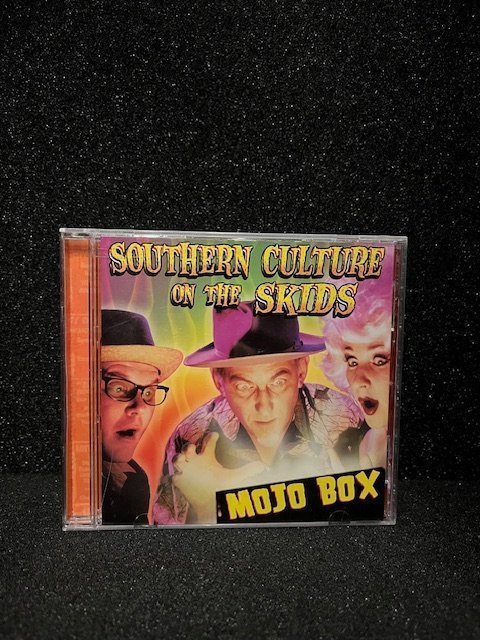 SOUTHERN CULTURE
ON THE SKIDS
MOJO BOX